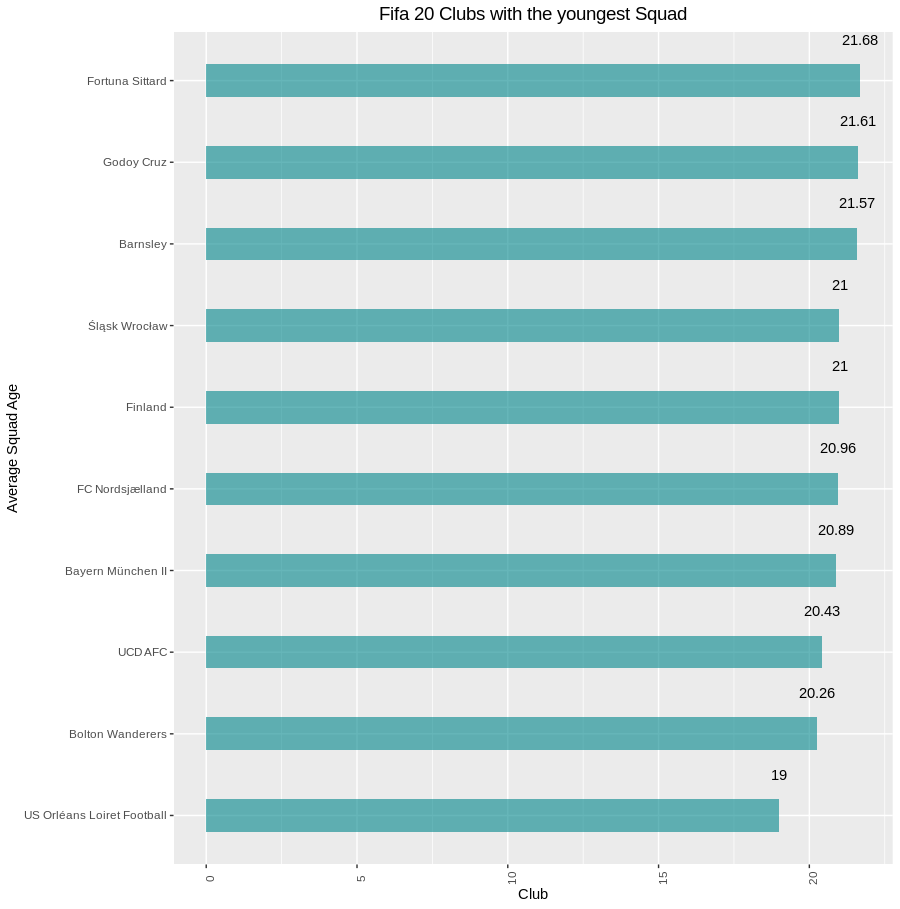 Fifa 20 Clubs with the youngest Squad
21.68
Fortuna Sittard
21.61
Godoy Cruz
21.57
Barnsley
21
Śląsk Wrocław
21
Finland
20.96
FC Nordsjælland
20.89
Bayern München II
20.43
UCD AFC
20.26
Bolton Wanderers
19
US Orléans Loiret Football
Average Squad Age
0 5 10 15 20
Club